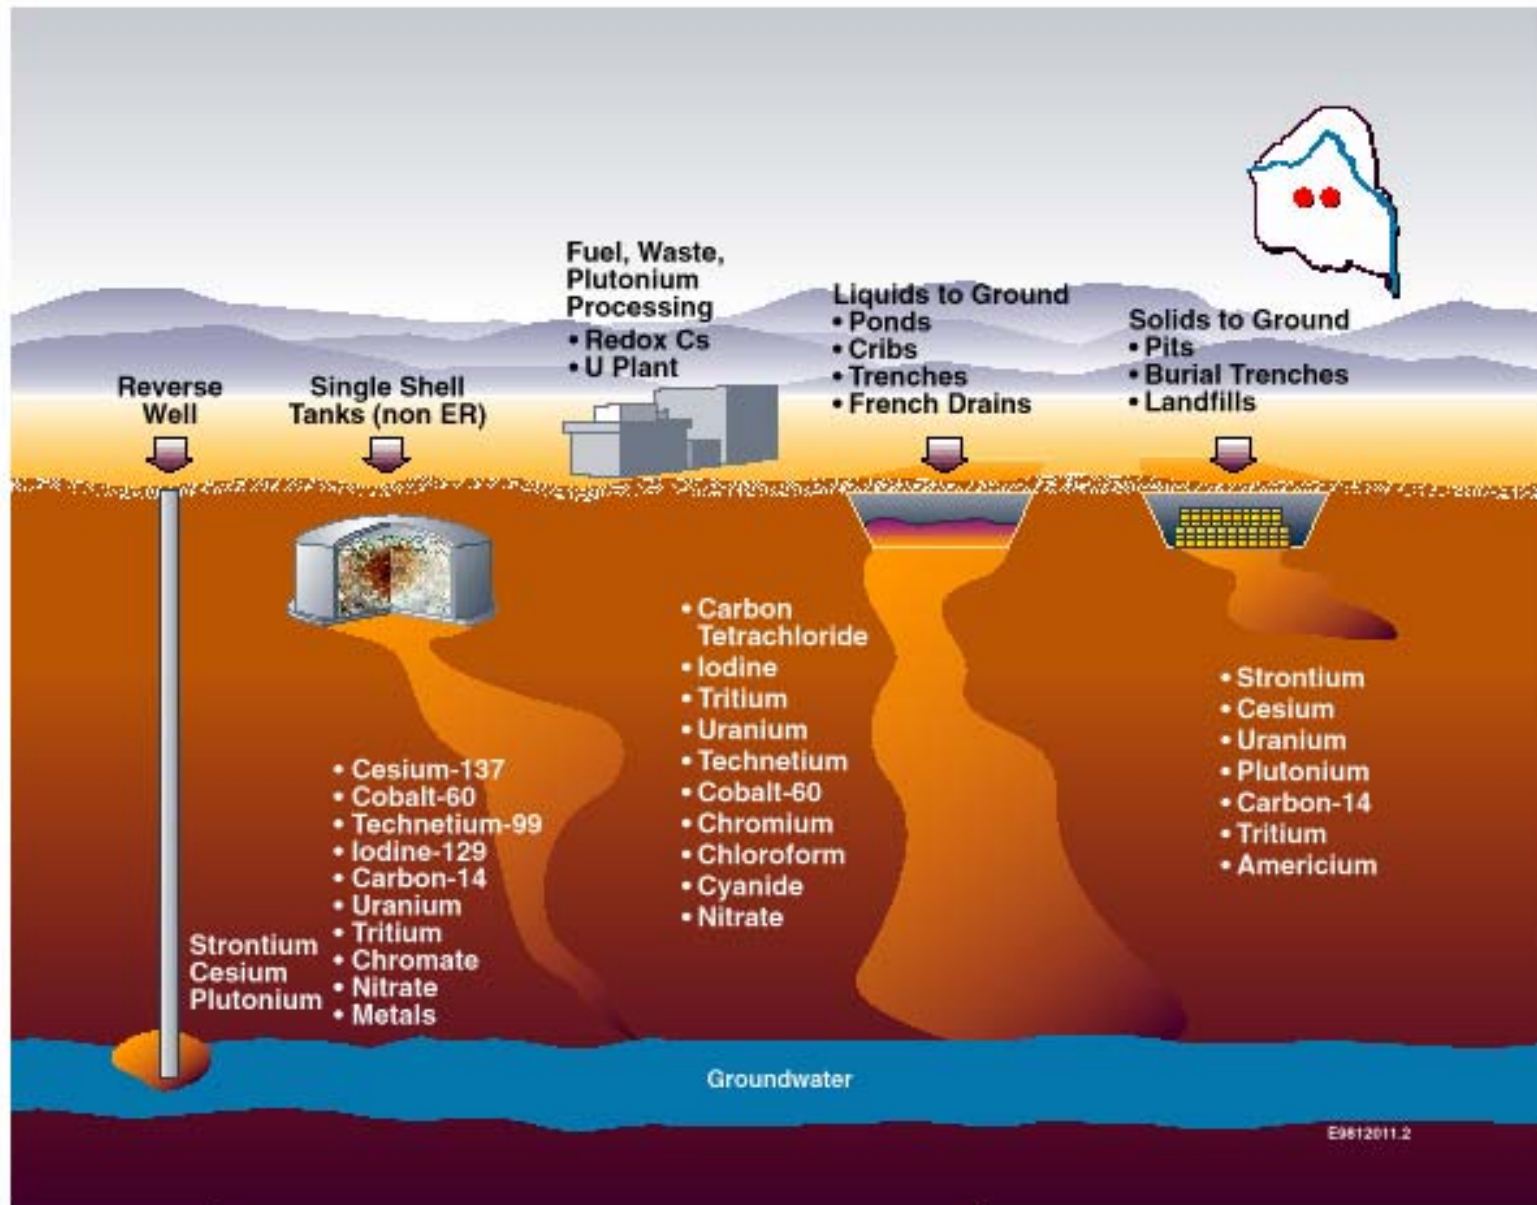 Fuel, Waste,
Plutonium
Processing
• Redox Cs
• U Plant
Liquids to Ground
• Ponds
• Cribs
• Trenches
• French Drains
Solids to Ground
• Pits
• Burial Trenches
• Landfills
Reverse
Well
Single Shell
Tanks (non ER)
• Carbon
Tetrachloride
• Iodine
• Tritium
• Uranium
• Technetium
• Cobalt-60
• Chromium
• Chloroform
• Cyanide
• Nitrate
• Strontium
• Cesium
• Uranium
• Plutonium
• Carbon-14
• Tritium
• Americium
• Cesium-137
• Cobalt-60
• Technetium-99
• Iodine-129
• Carbon-14
• Uranium
• Tritium
• Chromate
• Nitrate
• Metals
Strontium
Cesium
Plutonium
Groundwater
E9812011.2